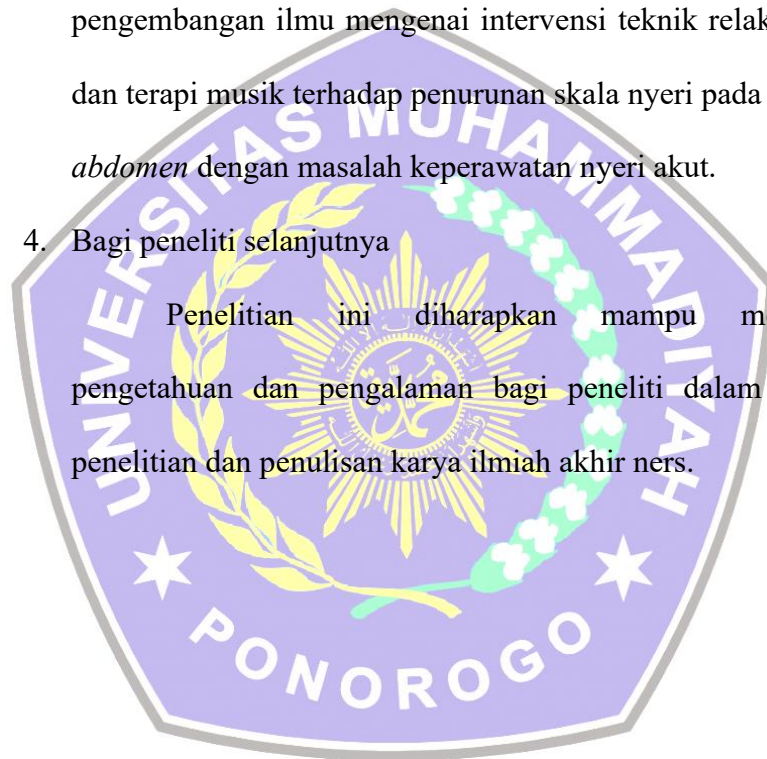 pengembangan ilmu mengenai intervensi teknik relak
dan terapi musik terhadap penurunan skala nyeri pada
abdomen dengan masalah keperawatan nyeri akut.
4. Bagi peneliti selanjutnya
Penelitian ini diharapkan mampu m
pengetahuan dan pengalaman bagi peneliti dalam
penelitian dan penulisan karya ilmiah akhir ners.
UNIVERSITAS MUHAMMADIYAH
PONOROGO